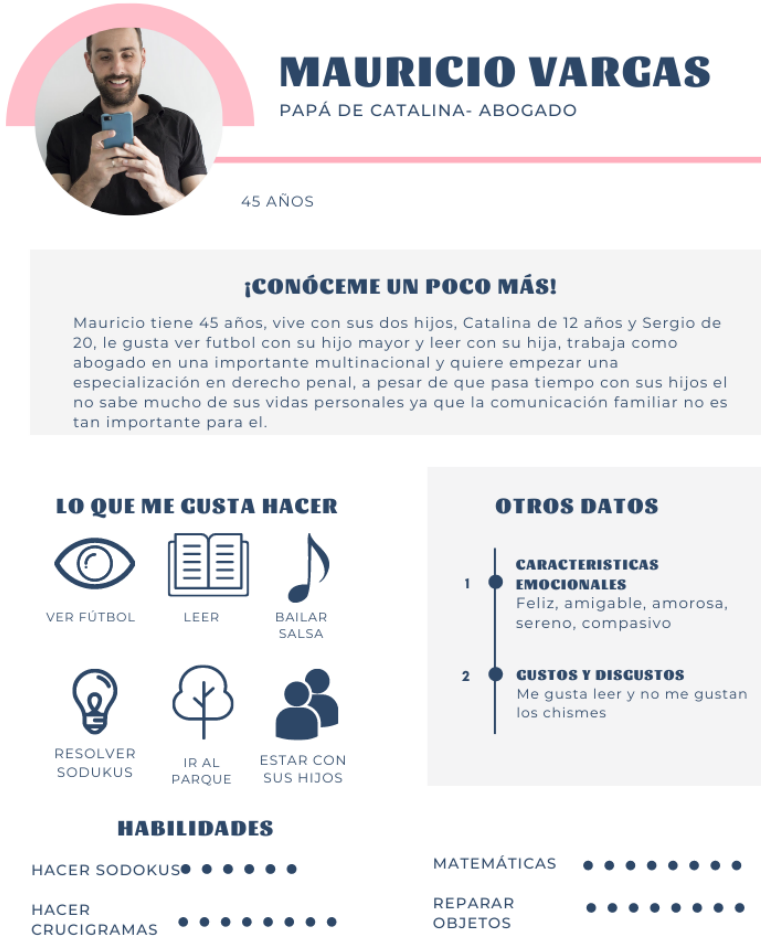 MAURICIO VARGAS
PAPÁ DE CATALINA- ABOGADO
45 AÑOS
¡CONÓCEME UN POCO MÁS!
Mauricio tiene 45 años, vive con sus dos hijos, Catalina de 12 años y Sergio de
20, le gusta ver futbol con su hijo mayor y leer con su hija, trabaja como
abogado en una importante multinacional y quiere empezar una
especialización en derecho penal, a pesar de que pasa tiempo con sus hijos el
no sabe mucho de sus vidas personales ya que la comunicación familiar no es
tan importante para el.
LO QUE ME GUSTA HACER
VER FÚTBOL
LEER
BAILAR
SALSA
RESOLVER
SODUKUS
IR AL
PARQUE
ESTAR CON
SUS HIJOS
OTROS DATOS
1
CARACTERISTICAS
EMOCIONALES
Feliz, amigable, amorosa,
sereno, compasivo
2
GUSTOS Y DISGUSTOS
Me gusta leer y no me gustan
los chismes
HABILIDADES
HACER SODOKUS
HACER
CRUCIGRAMAS
MATEMÁTICAS
REPARAR
OBJETOS